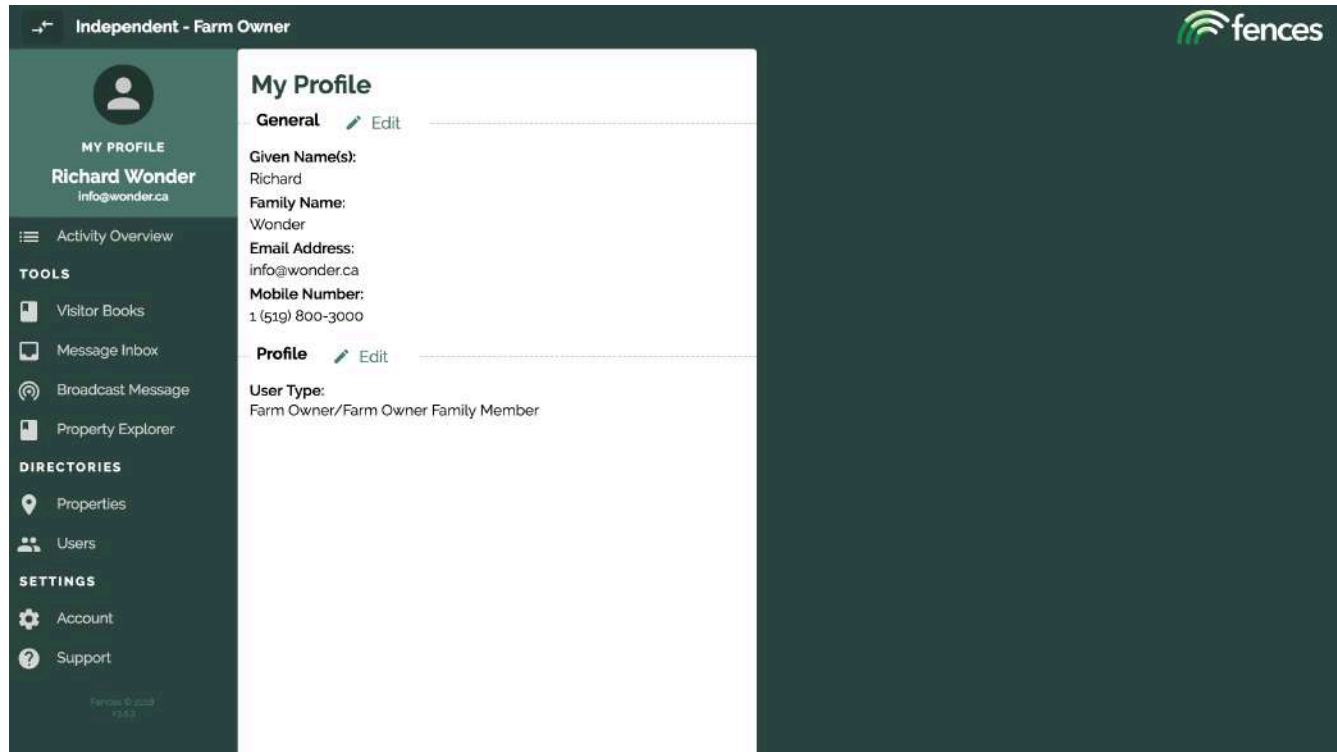 Independent - Farm Owner
fences
MY PROFILE
Richard Wonder
info@wonder.ca
Activity Overview
TOOLS
Visitor Books
Message Inbox
Broadcast Message
Property Explorer
DIRECTORIES
Properties
Users
SETTINGS
Account
Support
Fences ©
My Profile
General Edit
Given Name(s):
Richard
Family Name:
Wonder
Email Address:
info@wonder.ca
Mobile Number:
1 (519) 800-3000
Profile Edit
User Type:
Farm Owner/Farm Owner Family Member